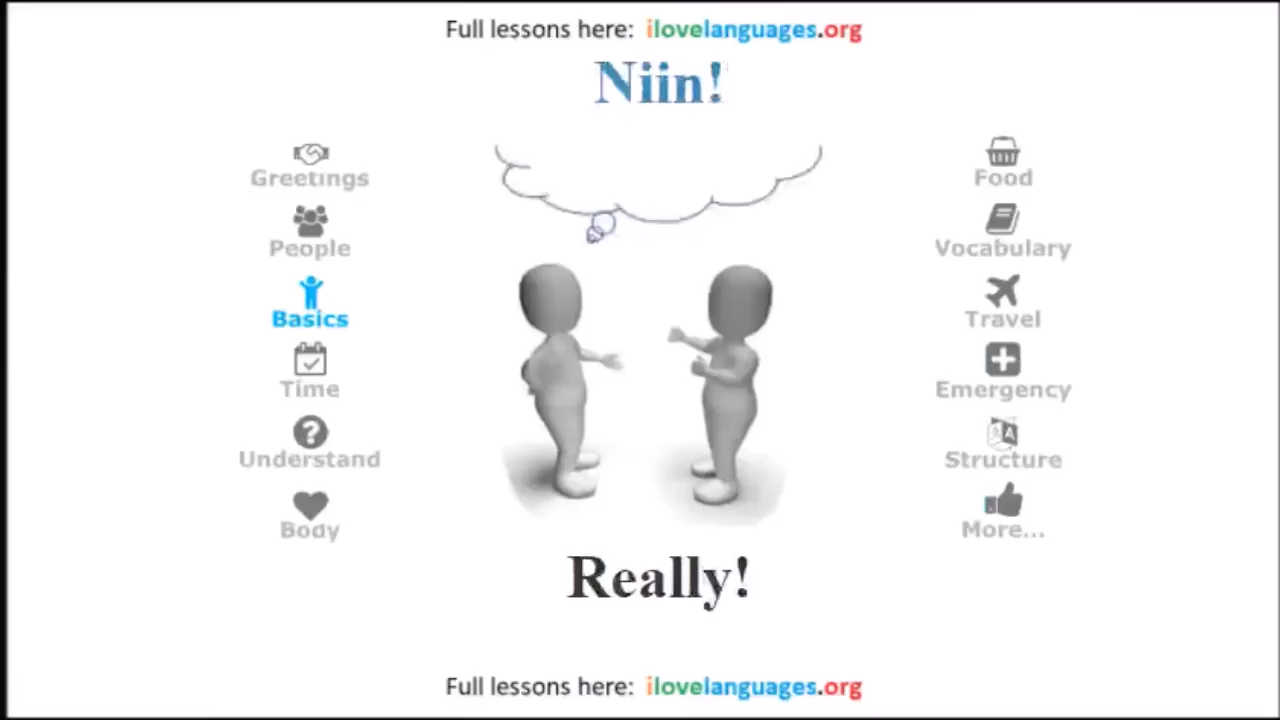 Full lessons here: ilovelanguages.org
Niin!
Greetings
People
Basics
Time
Understand
Body
Food
Vocabulary
Travel
Emergency
Structure
More...
Really!
Full lessons here: ilovelanguages.org